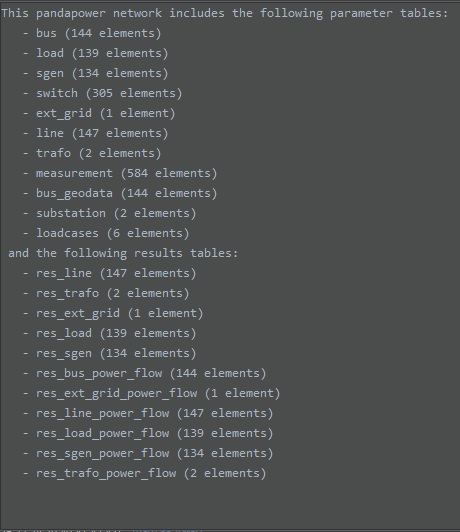 This pandapower network includes the following parameter tables:
- bus (144 elements)
- load (139 elements)
- sgen (134 elements)
- switch (305 elements)
- ext_grid (1 element)
- line (147 elements)
- trafo (2 elements)
- measurement (584 elements)
- bus_geodata (144 elements)
- substation (2 elements)
- loadcases (6 elements)
and the following results tables:
- res_line (147 elements)
- res_trafo (2 elements)
- res_ext_grid (1 element)
- res_load (139 elements)
- res_sgen (134 elements)
- res_bus_power_flow (144 elements)
- res_ext_grid_power_flow (1 element)
- res_line_power_flow (147 elements)
- res_load_power_flow (139 elements)
- res_sgen_power_flow (134 elements)
- res_trafo_power_flow (2 elements)